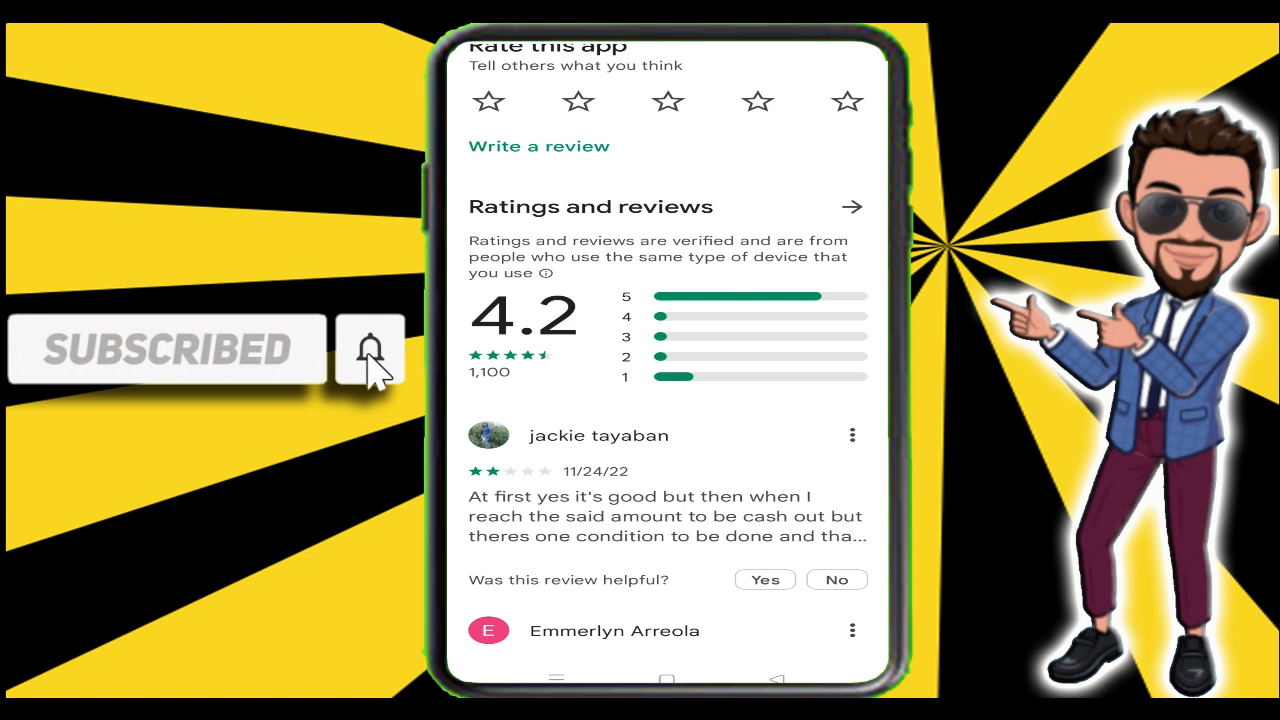 Rate this app
Tell others what you think
Write a review
Ratings and reviews
Ratings and reviews are verified and are from
people who use the same type of device that
you use
4.2
1,100
5
4
3
2
1
SUBSCRIBED
jackie tayaban
11/24/22
At first yes it's good but then when I
reach the said amount to be cash out but
theres one condition to be done and tha...
Was this review helpful? Yes No
E Emmerlyn Arreola